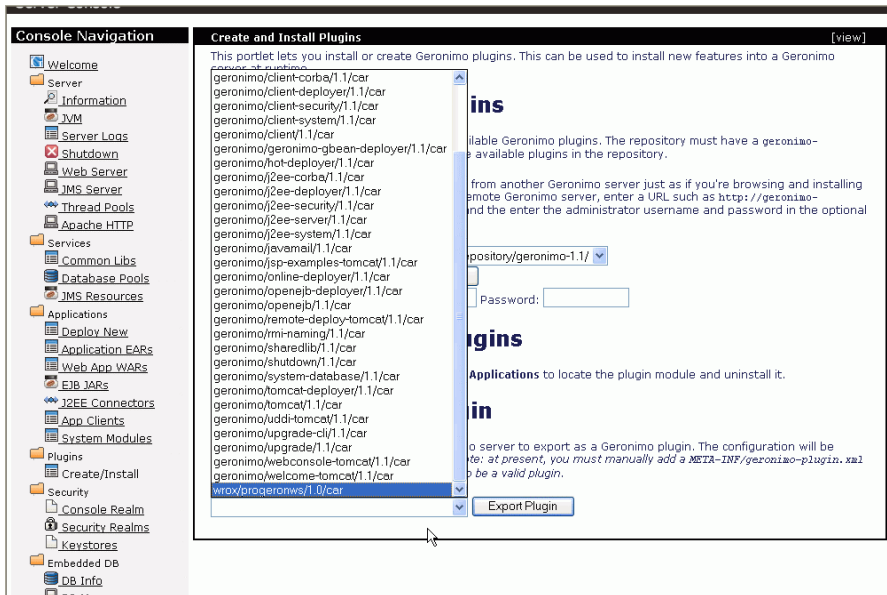 Console Navigation
Welcome
Server
Information
JVM
Server Logs
Shutdown
Web Server
JMS Server
Thread Pools
Apache HTTP
Services
Common Libs
Database Pools
JMS Resources
Applications
Deploy New
Application EARs
Web App WARs
EJB JARs
J2EE Connectors
App Clients
System Modules
Plugins
Create/Install
Security
Console Realm
Security Realms
Keystores
Embedded DB
DB Info
Create and Install Plugins [view]
This portlet lets you install or create Geronimo plugins. This can be used to install new features into a Geronimo
server at runtime
geronimo/client-corba/1.1/car
geronimo/client-deployer/1.1/car
geronimo/client-security/1.1/car
geronimo/client-system/1.1/car
geronimo/client/1.1/car
geronimo/geronimo-gbean-deployer/1.1/car
geronimo/hot-deployer/1.1/car
geronimo/j2ee-corba/1.1/car
geronimo/j2ee-deployer/1.1/car
geronimo/j2ee-security/1.1/car
geronimo/j2ee-server/1.1/car
geronimo/j2ee-system/1.1/car
geronimo/javamail/1.1/car
geronimo/jsp-examples-tomcat/1.1/car
geronimo/online-deployer/1.1/car
geronimo/openejb-deployer/1.1/car
geronimo/openejb/1.1/car
geronimo/remote-deploy-tomcat/1.1/car
geronimo/rmi-naming/1.1/car
geronimo/sharedlib/1.1/car
geronimo/shutdown/1.1/car
geronimo/system-database/1.1/car
geronimo/tomcat-deployer/1.1/car
geronimo/tomcat/1.1/car
geronimo/uddi-tomcat/1.1/car
geronimo/upgrade-cli/1.1/car
geronimo/upgrade/1.1/car
geronimo/webconsole-tomcat/1.1/car
geronimo/welcome-tomcat/1.1/car
wrox/progeronws/1.0/car
ins
ilable Geronimo plugins. The repository must have a geronimo-
e available plugins in the repository.
from another Geronimo server just as if you're browsing and installing
emote Geronimo server, enter a URL such as http://geronimo-
nd the enter the administrator username and password in the optional
epository/geronimo-1.1/
Password:
ugins
Applications to locate the plugin module and uninstall it.
in
o server to export as a Geronimo plugin. The configuration will be
ote: at present, you must manually add a META-INF/geronimo-plugin.xml
o be a valid plugin.
Export Plugin